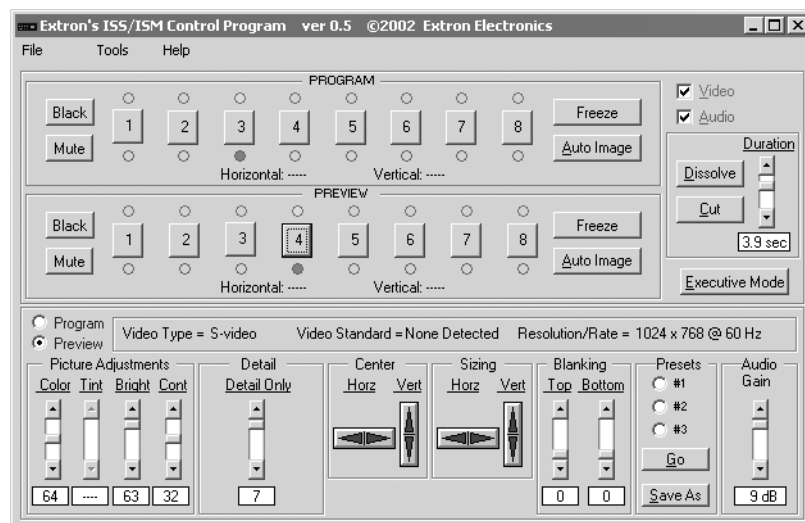 Extron's ISS/ISM Control Program ver 0.5 ©2002 Extron Electronics
File Tools Help
PROGRAM
Black 1 2 3 4 5 6 7 8 Freeze
Mute Auto Image
Horizontal: ----- Vertical: -----
Video
Audio
PREVIEW
Black 1 2 3 4 5 6 7 8 Freeze
Mute Auto Image
Horizontal: ----- Vertical: -----
Duration
Dissolve
Cut
3.9 sec
Executive Mode
Program
Preview
Video Type = S-video Video Standard = None Detected Resolution/Rate = 1024 x 768 @ 60 Hz
Picture Adjustments
Color Tint Bright Cont
64 ---- 63 32
Detail
Detail Only
7
Center
Horz Vert
Sizing
Horz Vert
Blanking
Top Bottom
0 0
Presets
#1
#2
#3
Go
Save As
Audio
Gain
9 dB